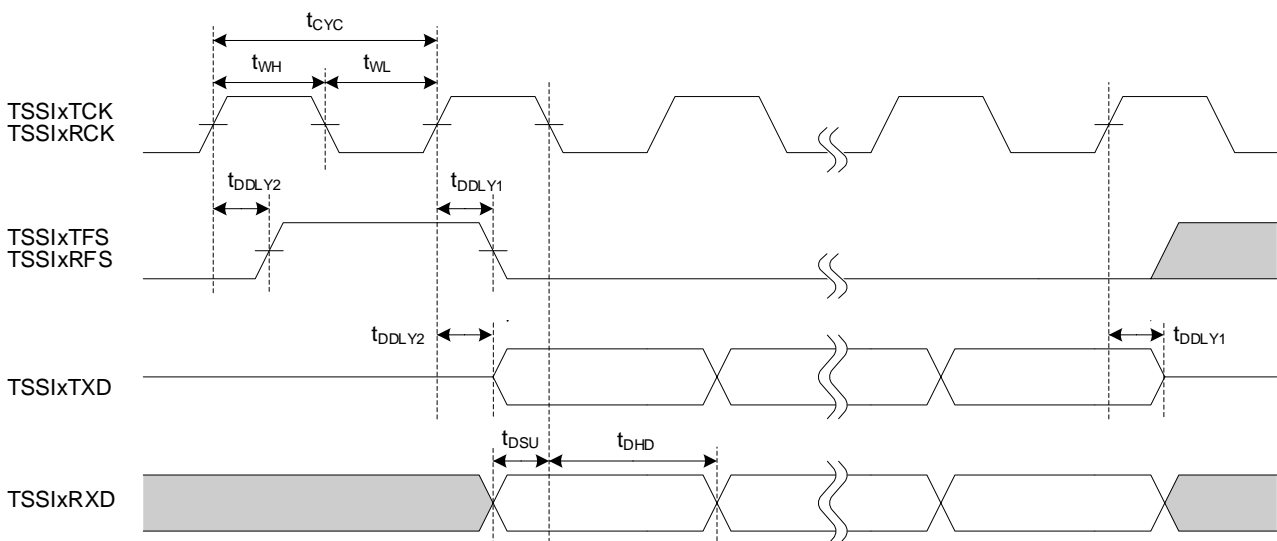 tCYC
tWH
tWL
TSSIxTCK
TSSIxRCK
tDDLY2
tDDLY1
TSSIxTFS
TSSIxRFS
tDDLY2
tDDLY1
TSSIxTXD
tDSU
tDHD
TSSIxRXD